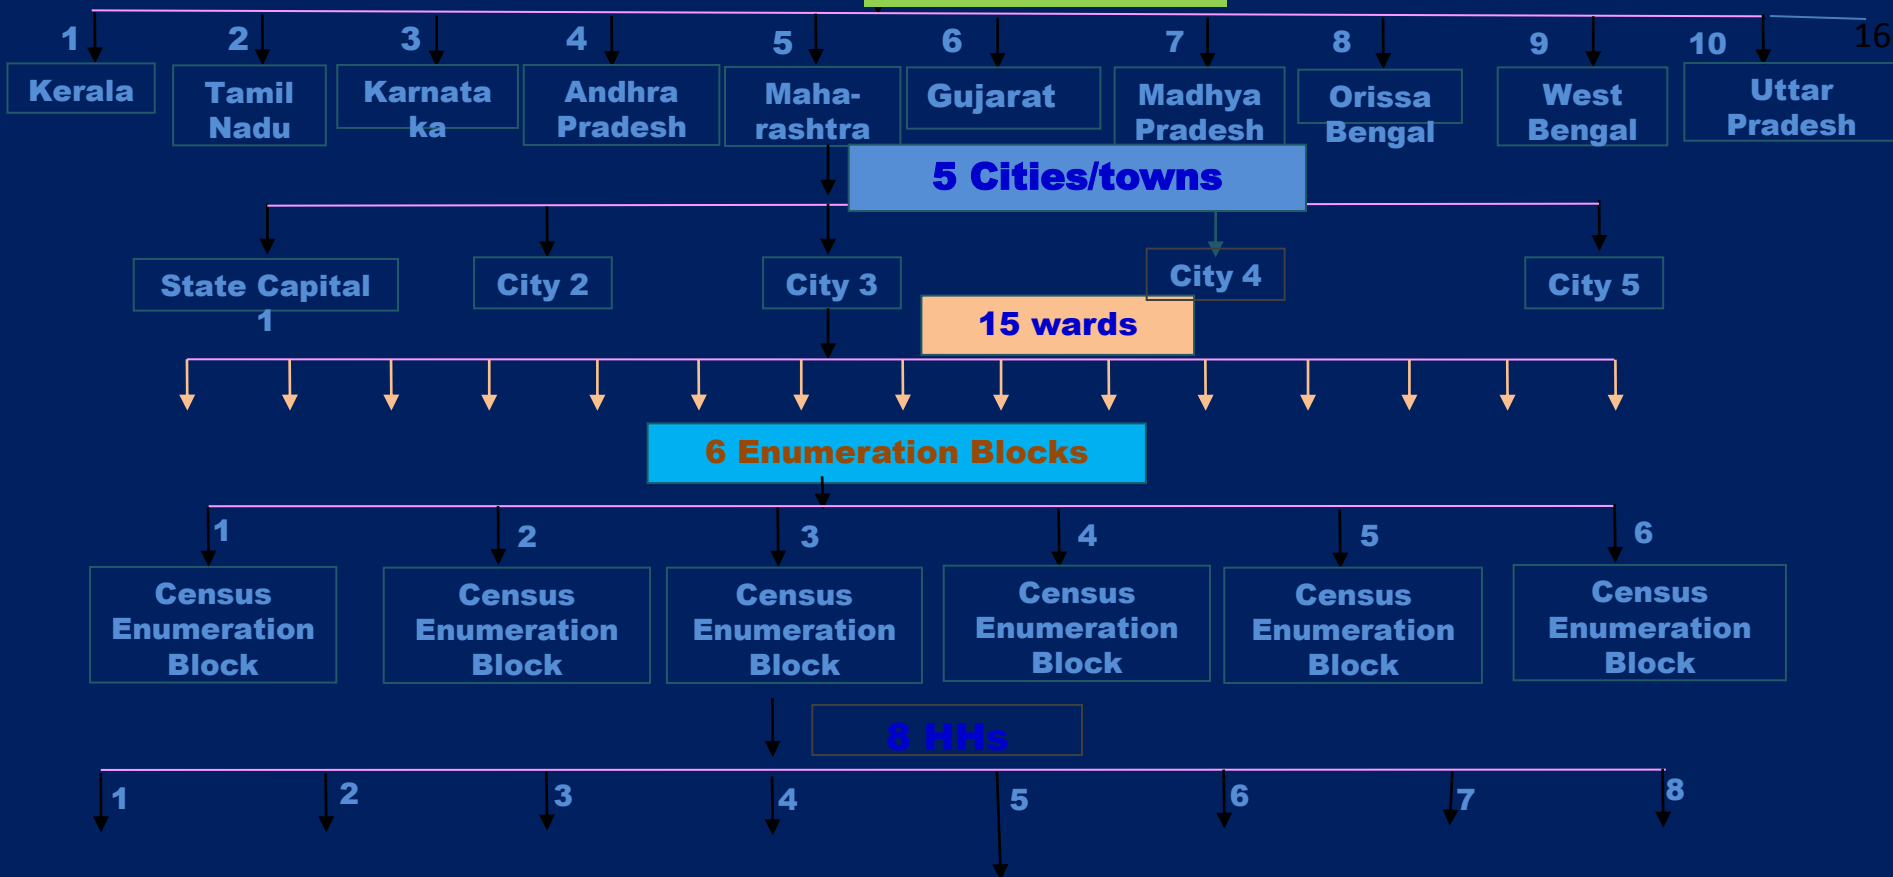 1
2
3
4
5
6
7
8
9
10
16
Kerala
Tamil
Nadu
Karnata
ka
Andhra
Pradesh
Maha-
rashtra
Gujarat
Madhya
Pradesh
Orissa
Bengal
West
Bengal
Uttar
Pradesh
5 Cities/towns
State Capital
1
City 2
City 3
City 4
City 5
15 wards
6 Enumeration Blocks
1
2
3
4
5
6
Census
Enumeration
Block
Census
Enumeration
Block
Census
Enumeration
Block
Census
Enumeration
Block
Census
Enumeration
Block
Census
Enumeration
Block
8 HHs
1
2
3
4
5
6
7
8